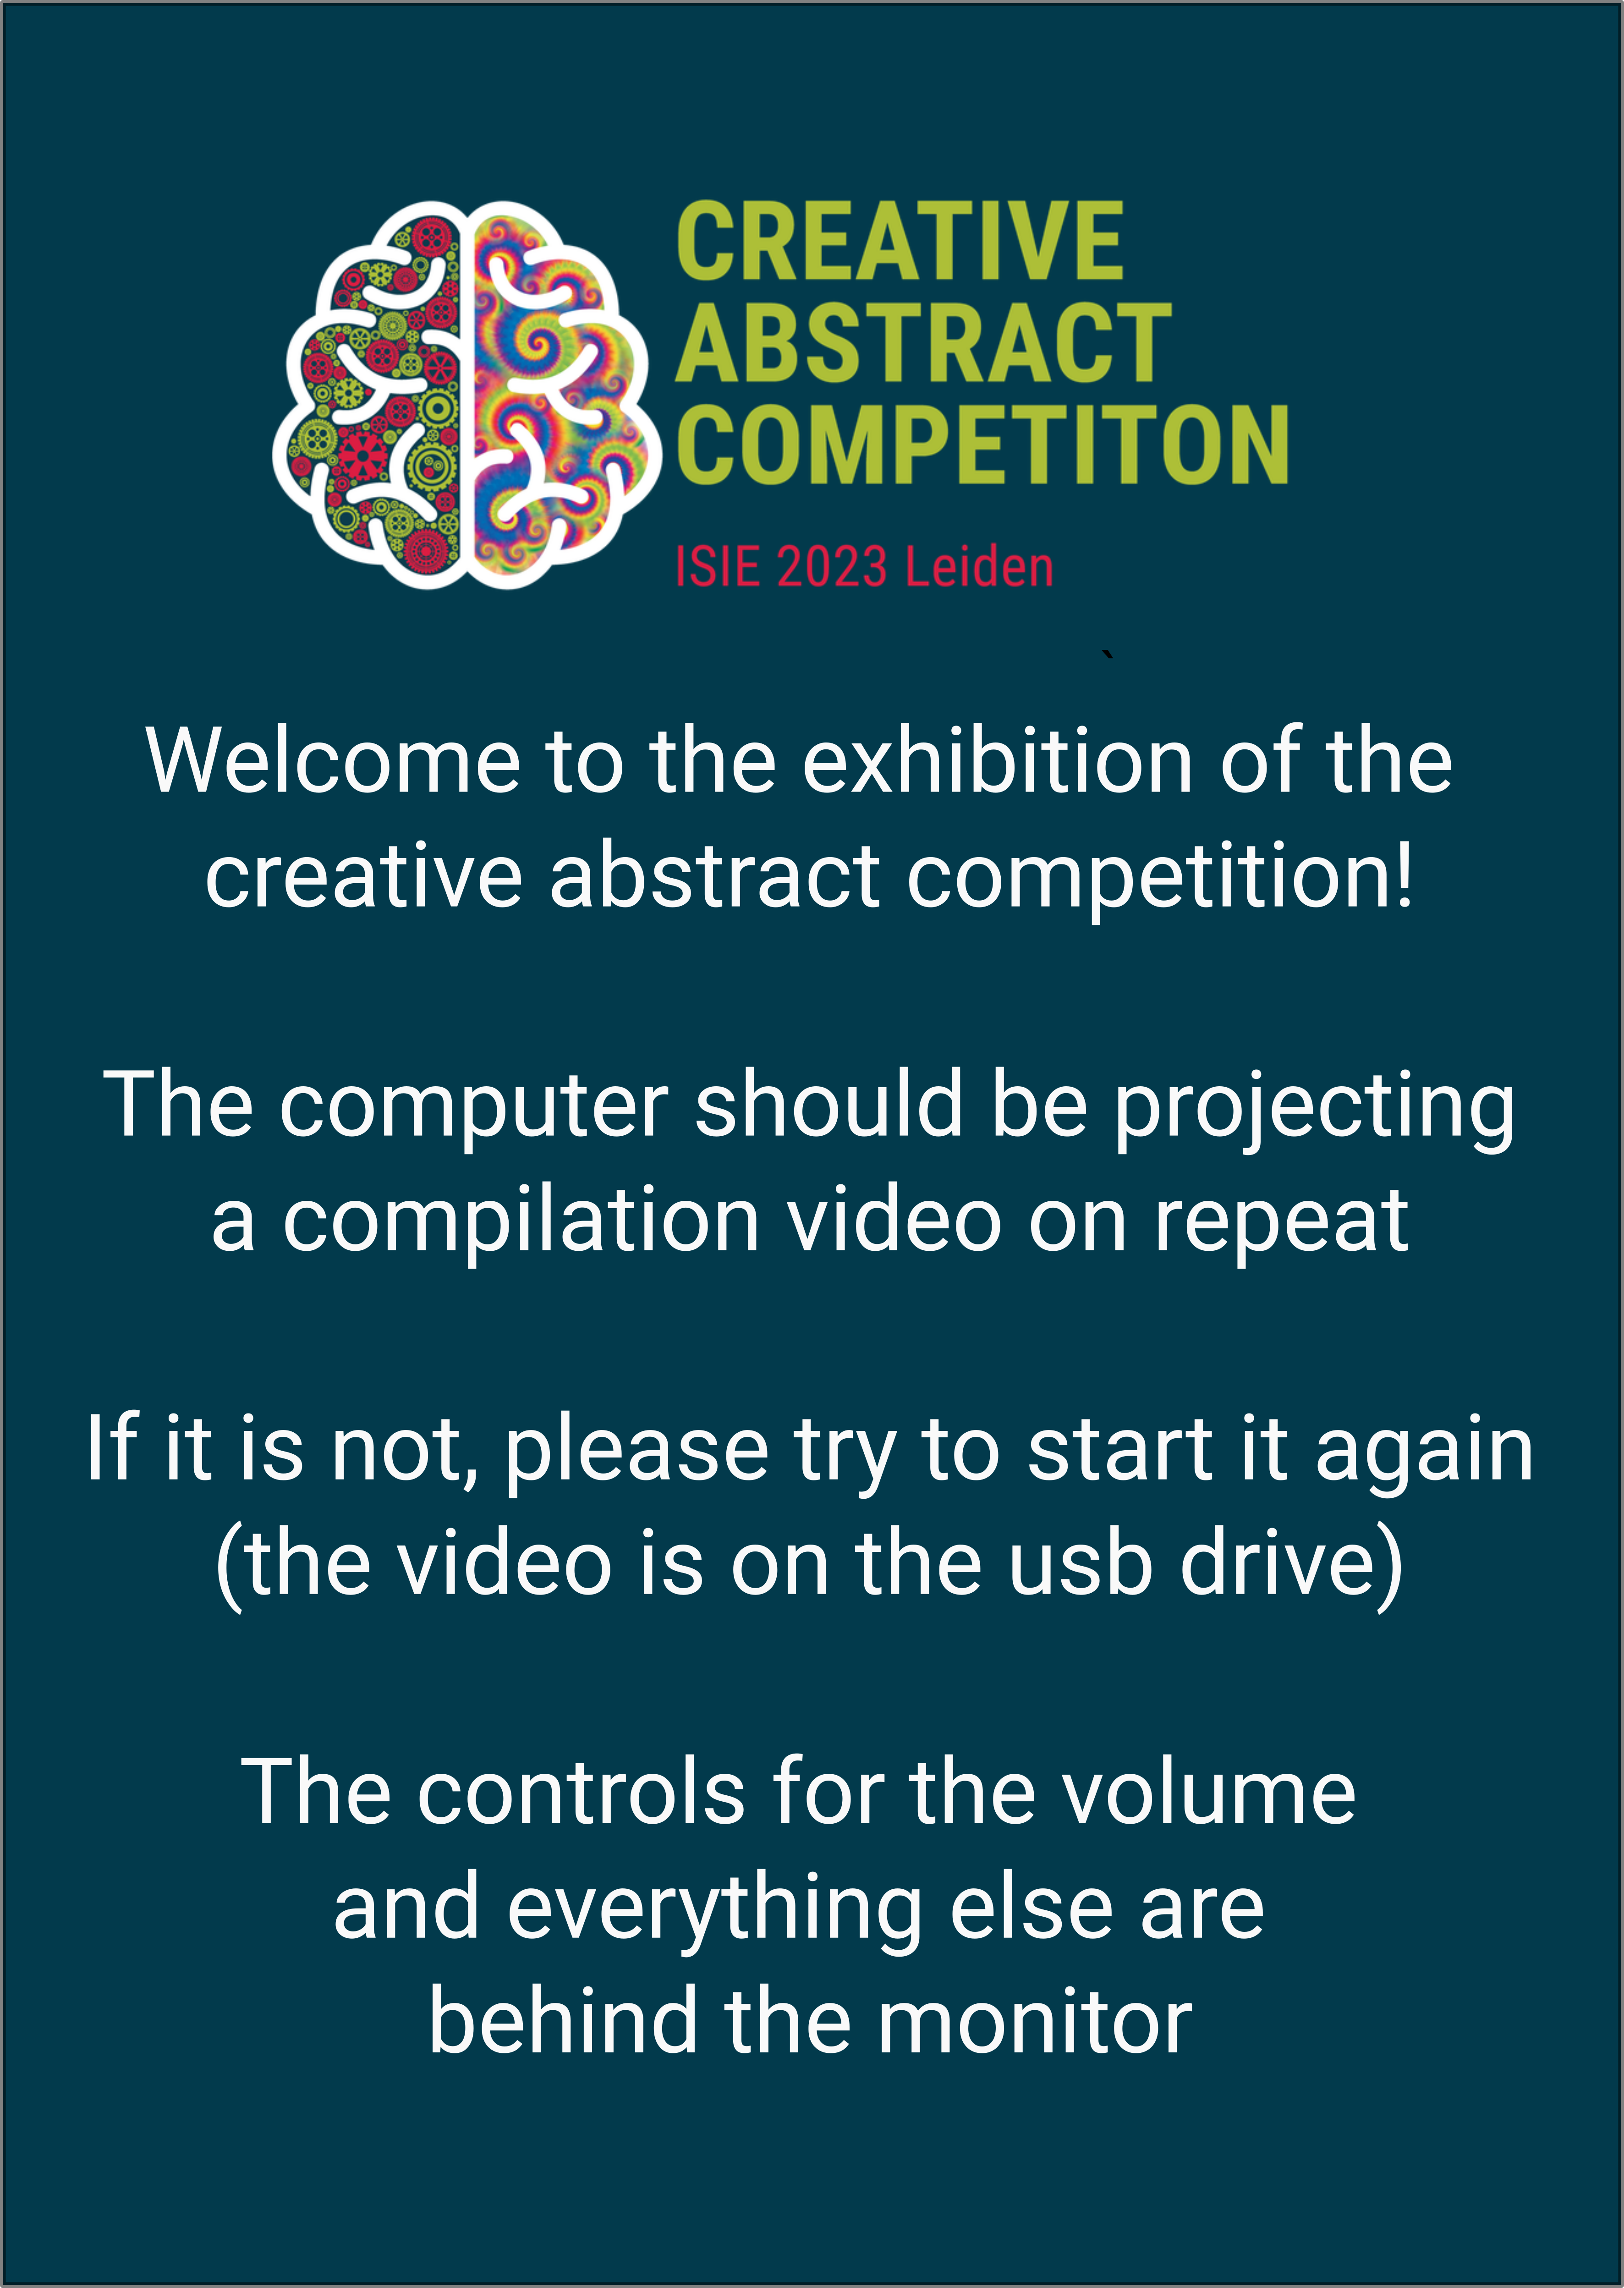 CREATIVE
ABSTRACT
COMPETITON
ISIE 2023 Leiden
`
Welcome to the exhibition of the
creative abstract competition!
The computer should be projecting
a compilation video on repeat
If it is not, please try to start it again
(the video is on the usb drive)
The controls for the volume
and everything else are
behind the monitor